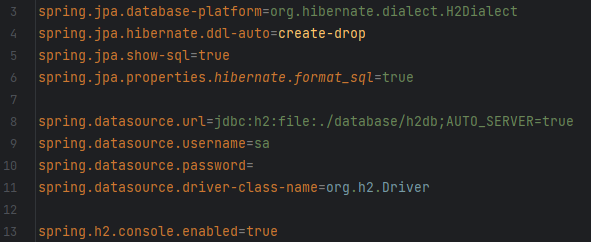 3 spring.jpa.database-platform=org.hibernate.dialect.H2Dialect
4 spring.jpa.hibernate.ddl-auto=create-drop
5 spring.jpa.show-sql=true
6 spring.jpa.properties.hibernate.format_sql=true
7
8 spring.datasource.url=jdbc:h2:file:./database/h2db;AUTO_SERVER=true
9 spring.datasource.username=sa
10 spring.datasource.password=
11 spring.datasource.driver-class-name=org.h2.Driver
12
13 spring.h2.console.enabled=true